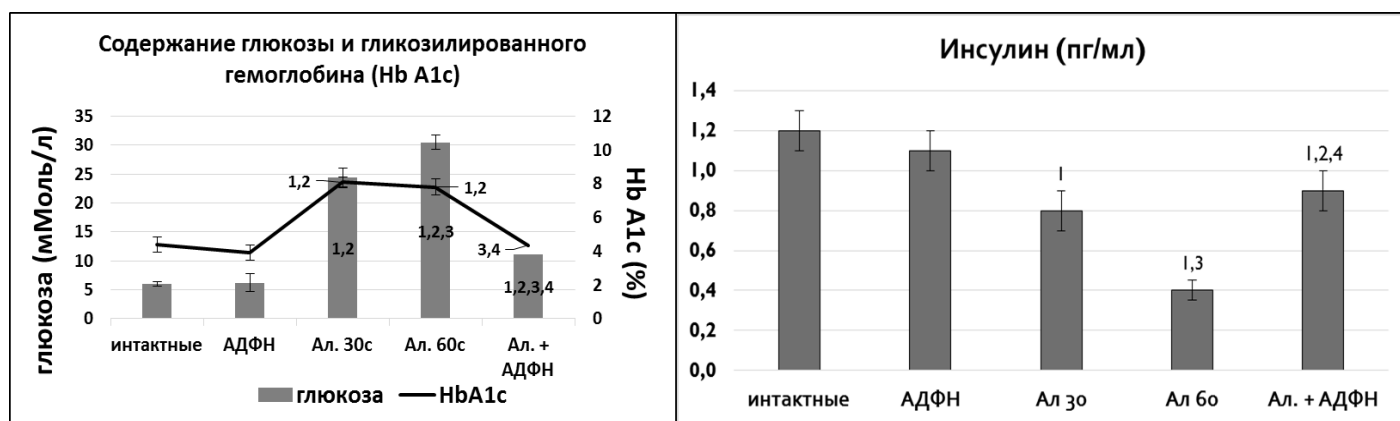 Содержание глюкозы и гликозилированного
гемоглобина (Hb A1c)
глюкоза (мМоль/л)
35
30
25
20
15
10
5
0
12
10
8
6
4
2
0
Hb A1c (%)
1,2
1,2
1,2
1,2,3
3,4
1,2,3,4
интактные
АДФН
Ал. 30с
Ал. 60с
Ал. +
АДФН
глюкоза
HbA1c
Инсулин (пг/мл)
1,4
1,2
1,0
0,8
0,6
0,4
0,2
0,0
1
1,3
1,2,4
интактные
АДФН
Ал 30
Ал 60
Ал. + АДФН